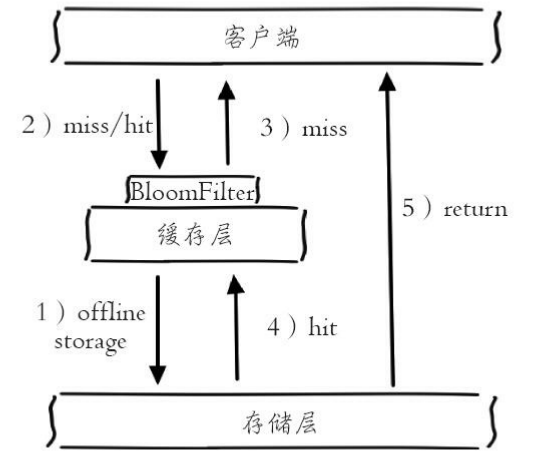 客户端
2）miss/hit
3）miss
BloomFilter
缓存层
5）return
1）offline
storage
4）hit
存储层